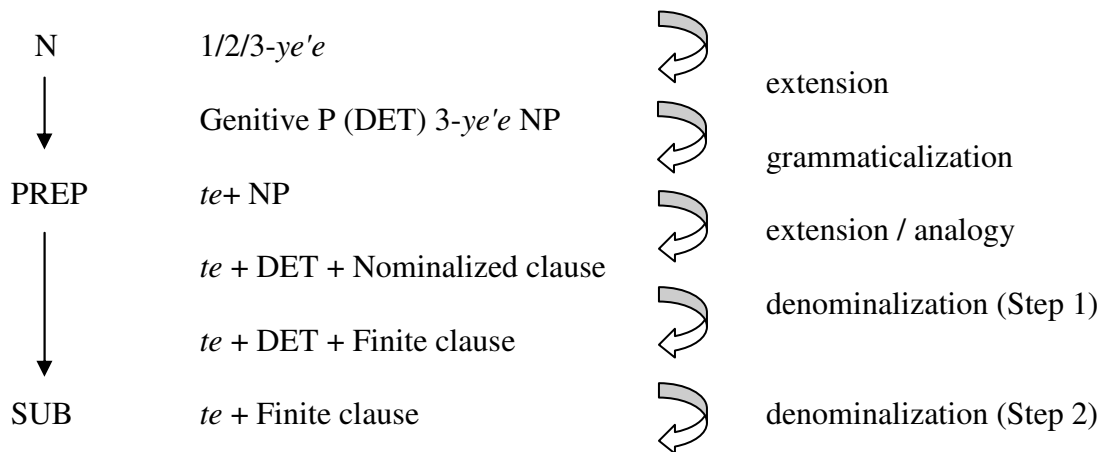 N 1/2/3-ye'e
extension
Genitive P (DET) 3-ye'e NP
grammaticalization
PREP te+ NP
extension / analogy
te + DET + Nominalized clause
denominalization (Step 1)
te + DET + Finite clause
SUB te + Finite clause denominalization (Step 2)